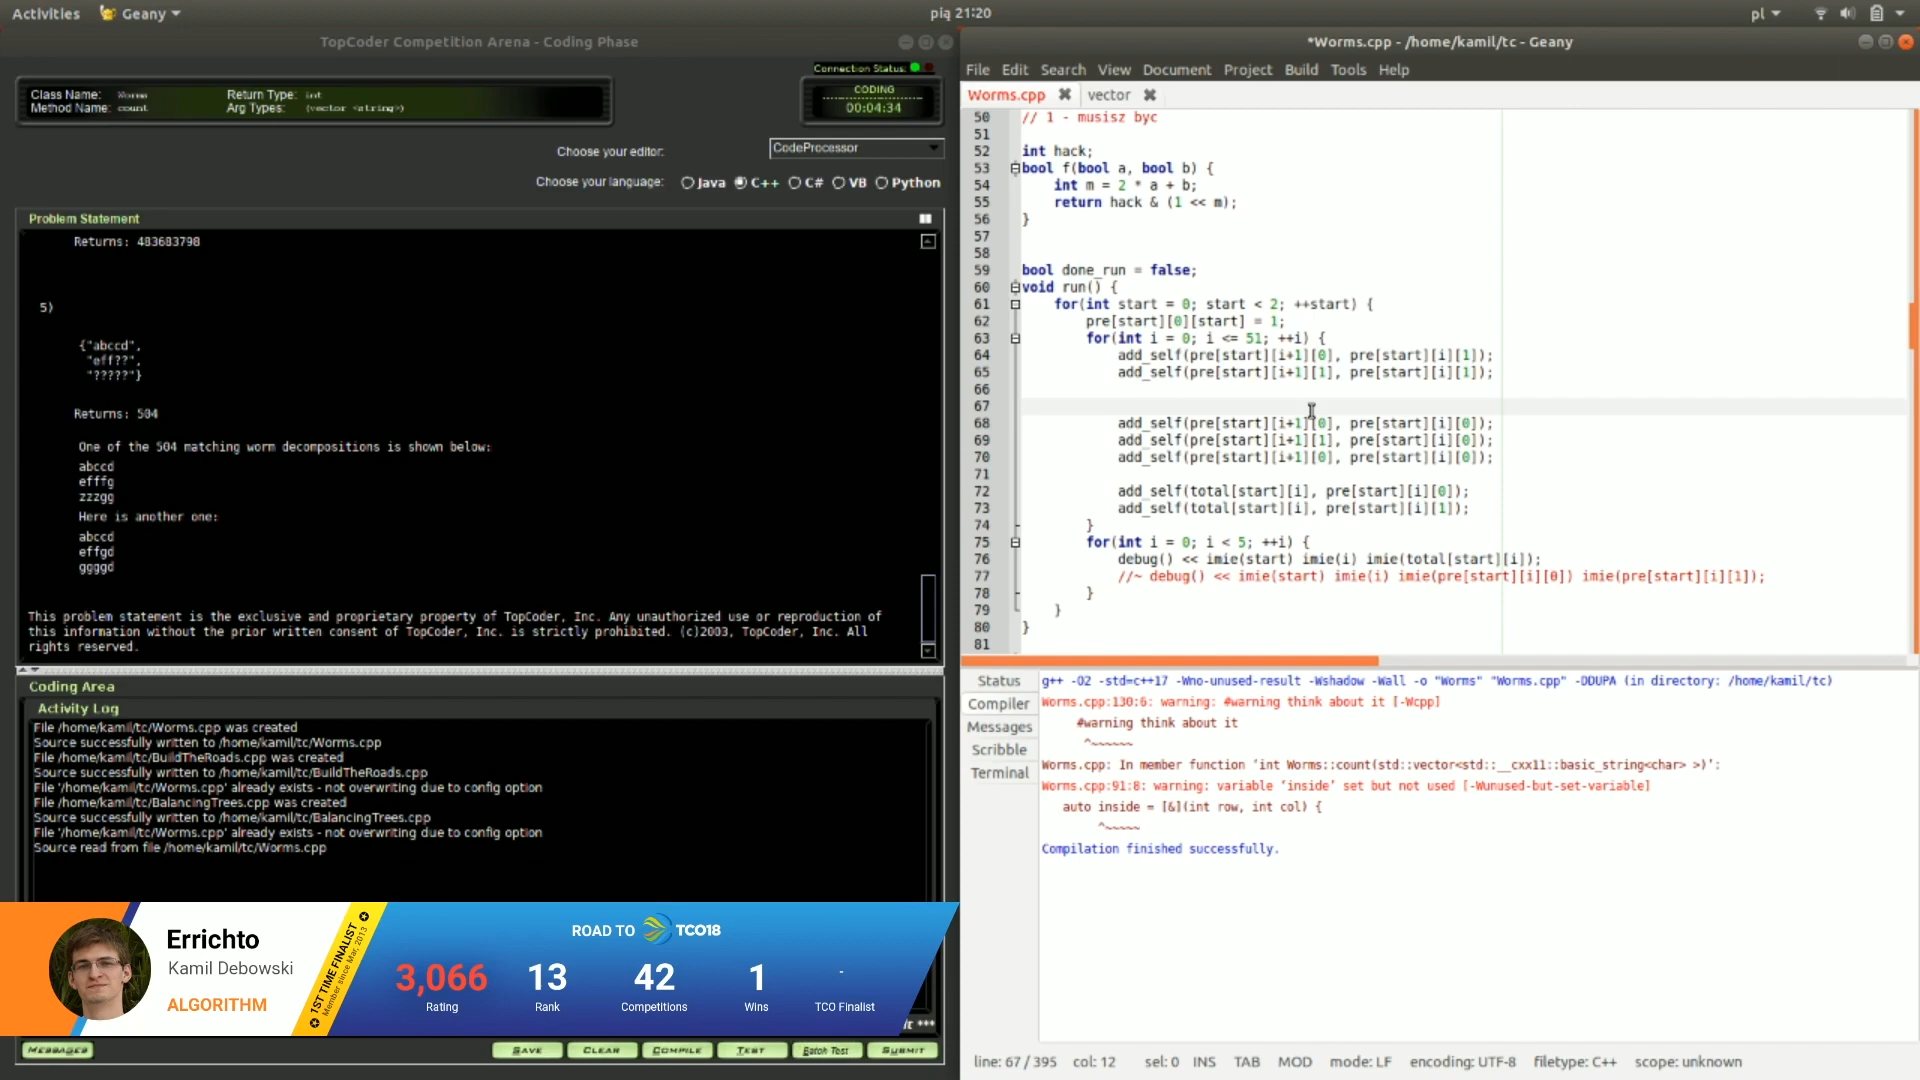 Activities
Geany
pią 21:20
pl
TopCoder Competition Arena - Coding Phase
*Worms.cpp - /home/kamil/tc - Geany
Connection Status:
Class Name: Worms
Return Type: int
Method Name: count
Arg Types: (vector <string>)
CODING
00:04:34
Choose your editor:
CodeProcessor
Choose your language:
Java
C++
C#
VB
Python
Problem Statement
Returns: 483683798
5)
{"abccd",
"eff??",
"?????"}
Returns: 504
One of the 504 matching worm decompositions is shown below:
abccd
efffg
zzzgg
Here is another one:
abccd
effgd
ggggd
This problem statement is the exclusive and proprietary property of TopCoder, Inc. Any unauthorized use or reproduction of
this information without the prior written consent of TopCoder, Inc. is strictly prohibited. (c)2003, TopCoder, Inc. All
rights reserved.
Coding Area
Activity Log
File /home/kamil/tc/Worms.cpp was created
Source successfully written to /home/kamil/tc/Worms.cpp
File /home/kamil/tc/BuildTheRoads.cpp was created
Source successfully written to /home/kamil/tc/BuildTheRoads.cpp
File '/home/kamil/tc/Worms.cpp' already exists - not overwriting due to config option
File /home/kamil/tc/BalancingTrees.cpp was created
Source successfully written to /home/kamil/tc/BalancingTrees.cpp
File '/home/kamil/tc/Worms.cpp' already exists - not overwriting due to config option
Source read from file /home/kamil/tc/Worms.cpp
Errichto
Kamil Debowski
ALGORITHM
1ST TIME FINALIST
Member since Mar, 2013
ROAD TO TCO18
3,066
Rating
13
Rank
42
Competitions
1
Wins
-
TCO Finalist
***
MESSAGES
SAVE
CLEAR
COMPILE
TEST
Batch Test
SUBMIT
File Edit Search View Document Project Build Tools Help
Worms.cpp
vector
50 // 1 - musisz byc
51
52 int hack;
53 bool f(bool a, bool b) {
54 int m = 2 * a + b;
55 return hack & (1 << m);
56 }
57
58
59 bool done_run = false;
60 void run() {
61 for(int start = 0; start < 2; ++start) {
62 pre[start][0][start] = 1;
63 for(int i = 0; i <= 51; ++i) {
64 add_self(pre[start][i+1][0], pre[start][i][1]);
65 add_self(pre[start][i+1][1], pre[start][i][1]);
66
67
68 add_self(pre[start][i+1][0], pre[start][i][0]);
69 add_self(pre[start][i+1][1], pre[start][i][0]);
70 add_self(pre[start][i+1][0], pre[start][i][0]);
71
72 add_self(total[start][i], pre[start][i][0]);
73 add_self(total[start][i], pre[start][i][1]);
74 }
75 for(int i = 0; i < 5; ++i) {
76 debug() << imie(start) imie(i) imie(total[start][i]);
77 //~ debug() << imie(start) imie(i) imie(pre[start][i][0]) imie(pre[start][i][1]);
78 }
79 }
80 }
81
Status
Compiler
Messages
Scribble
Terminal
g++ -O2 -std=c++17 -Wno-unused-result -Wshadow -Wall -o "Worms" "Worms.cpp" -DDUPA (in directory: /home/kamil/tc)
Worms.cpp:130:6: warning: #warning think about it [-Wcpp]
#warning think about it
^~~~~~~
Worms.cpp: In member function ‘int Worms::count(std::vector<std::__cxx11::basic_string<char> >)’:
Worms.cpp:91:8: warning: variable ‘inside’ set but not used [-Wunused-but-set-variable]
auto inside = [&](int row, int col) {
^~~~~~
Compilation finished successfully.
line: 67 / 395 col: 12 sel: 0 INS TAB MOD mode: LF encoding: UTF-8 filetype: C++ scope: unknown